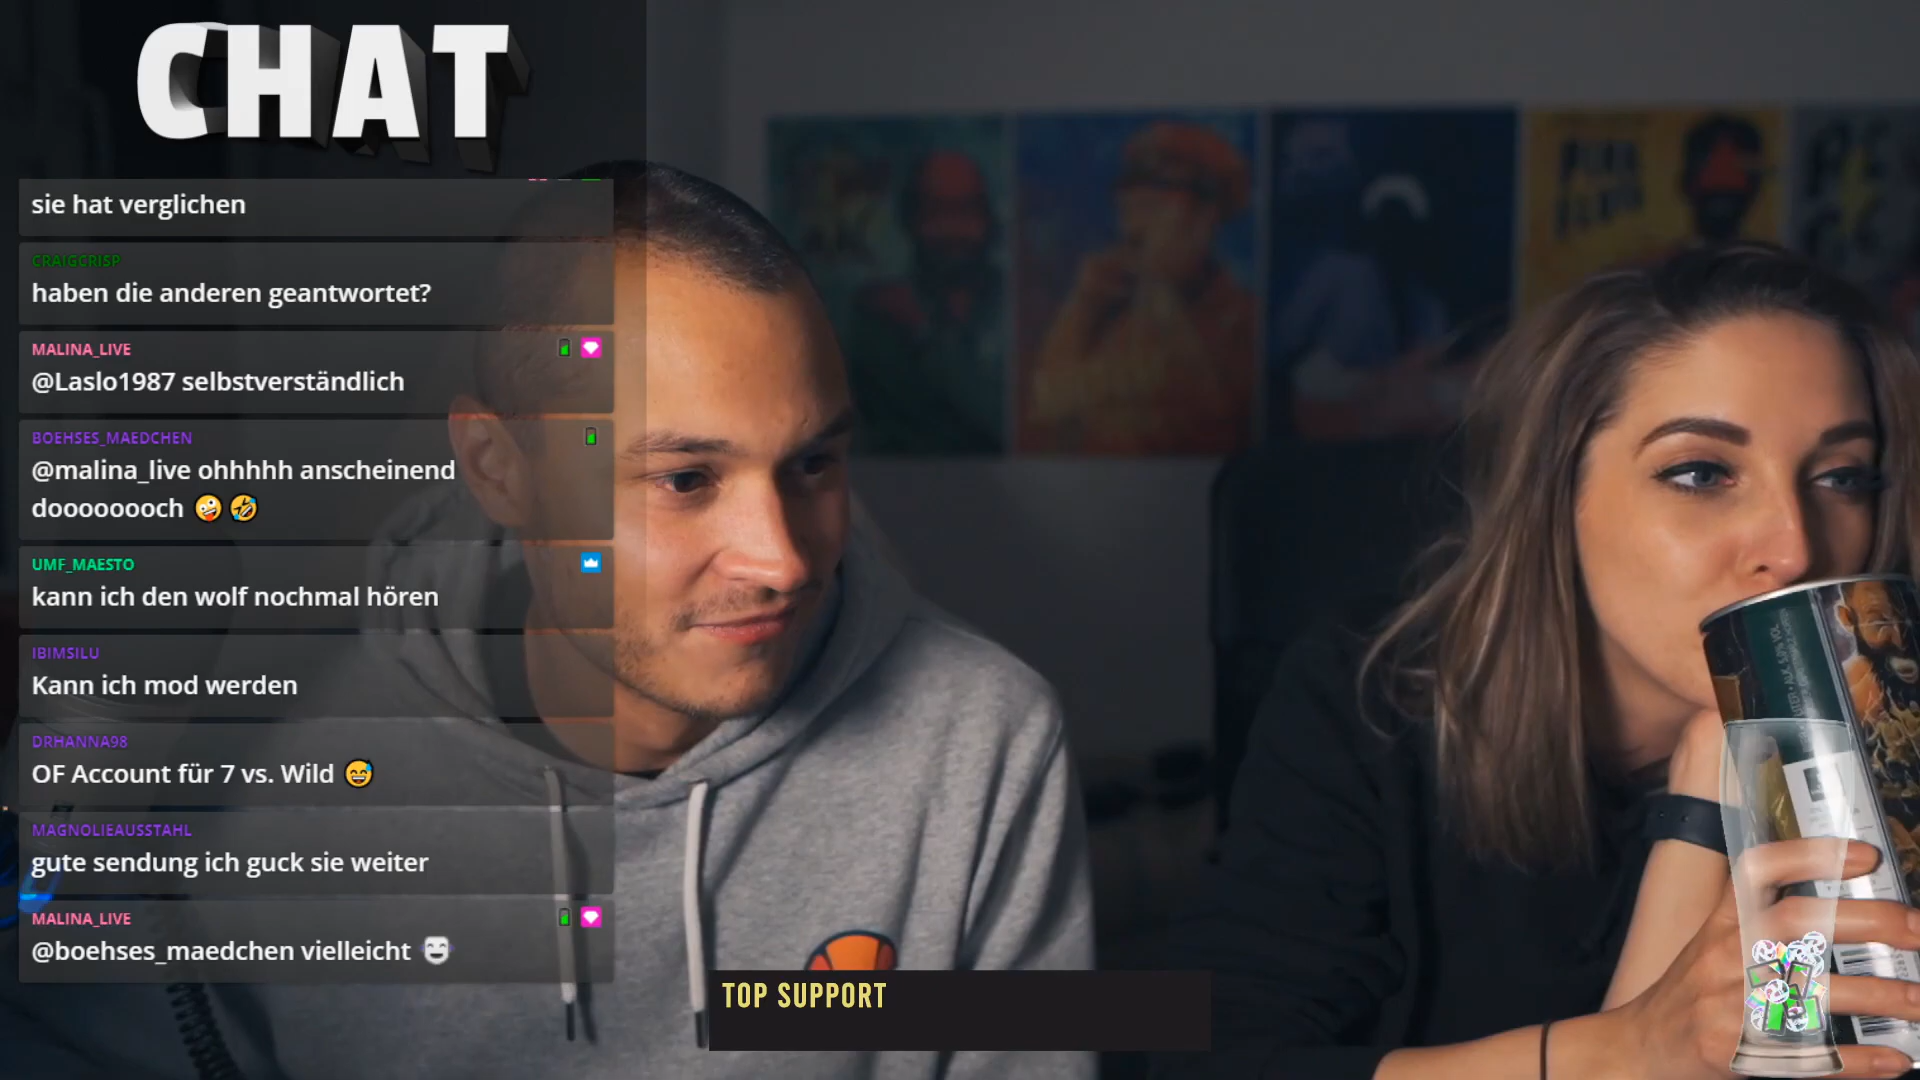 CHAT
sie hat verglichen
CRAIGCRISP
haben die anderen geantwortet?
MALINA_LIVE
@Laslo1987 selbstverständlich
BOEHSES_MAEDCHEN
@malina_live ohhhhh anscheinend
doooooooch 🤪 🤣
UMF_MAESTO
kann ich den wolf nochmal hören
IBIMSILU
Kann ich mod werden
DRHANNA98
OF Account für 7 vs. Wild 😅
MAGNOLIEAUSSTAHL
gute sendung ich guck sie weiter
MALINA_LIVE
@boehses_maedchen vielleicht
TOP SUPPORT